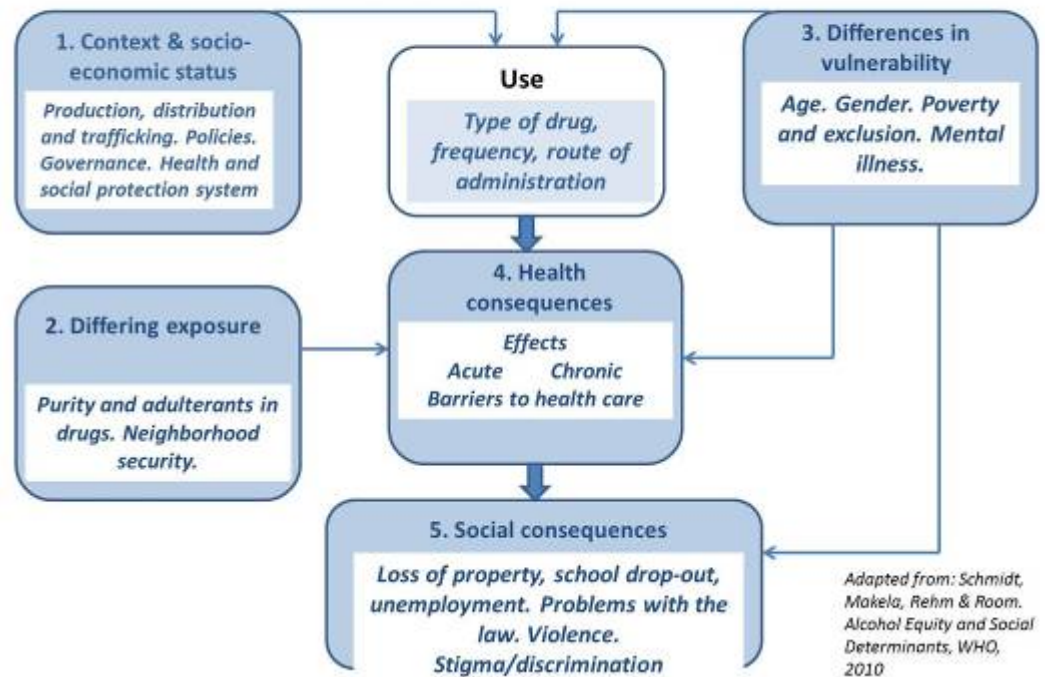 1. Context & socio-
economic status
Production, distribution
and trafficking. Policies.
Governance. Health and
social protection system
Use
Type of drug,
frequency, route of
administration
3. Differences in
vulnerability
Age. Gender. Poverty
and exclusion. Mental
illness.
2. Differing exposure
Purity and adulterants in
drugs. Neighborhood
security.
4. Health
consequences
Effects
Acute Chronic
Barriers to health care
5. Social consequences
Loss of property, school drop-out,
unemployment. Problems with the
law. Violence.
Stigma/discrimination
Adapted from: Schmidt,
Makela, Rehm & Room.
Alcohol Equity and Social
Determinants, WHO,
2010